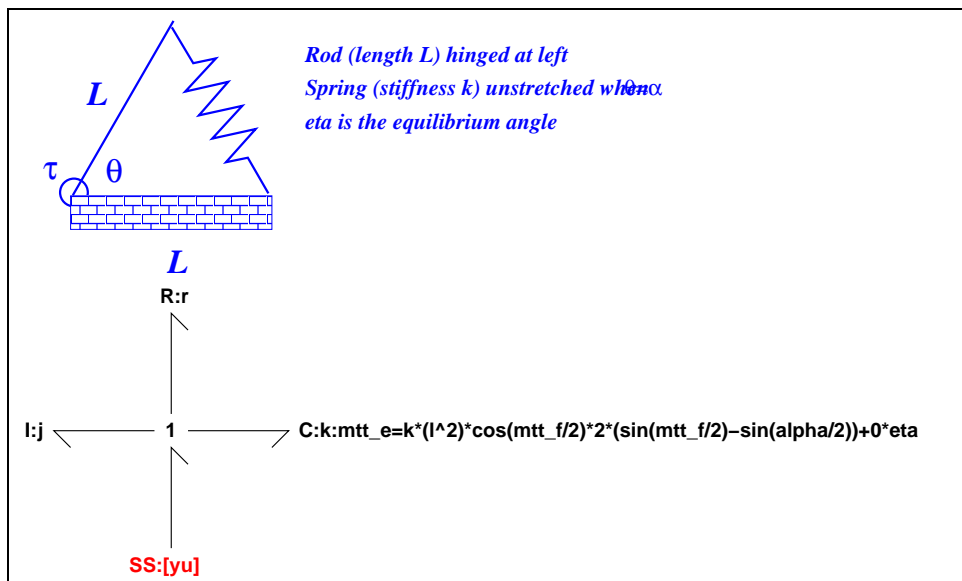 Rod (length L) hinged at left
Spring (stiffness k) unstretched when θ=α
eta is the equilibrium angle
L
τ θ
L
R:r
I:j 1 C:k:mtt_e=k*(l^2)*cos(mtt_f/2)*2*(sin(mtt_f/2)−sin(alpha/2))+0*eta
SS:[yu]